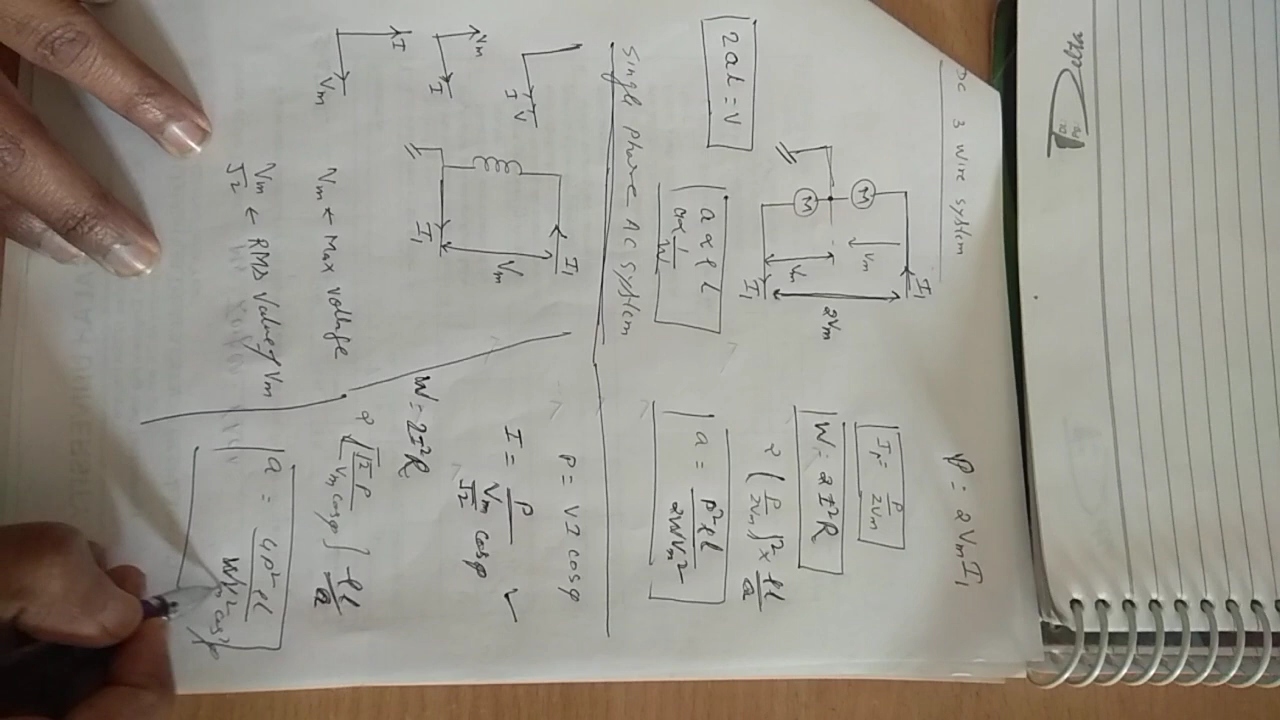 DC 3 wire system
I₁
M
Vm
2Vm
M
Vm
I₁
P = 2VmI₁
I₁ = P/2Vm
W = 2I²R
2 (P/2Vm)² × ρl/a
a = P²ρl/2WVm²
a α ρl
a α 1/W
2al = V
Single phase AC System
V
I
Vm
I
I
Vm
I₁
Vm
I₁
Vm ← Max voltage
Vm/√2 ← RMS value of Vm
P = VI cosφ
I = P/(Vm/√2) cosφ ✓
W = 2I²R
2 [√2P/Vm cosφ] ρl/a
a = 4P²ρl/WVm² cos²φ
Delta